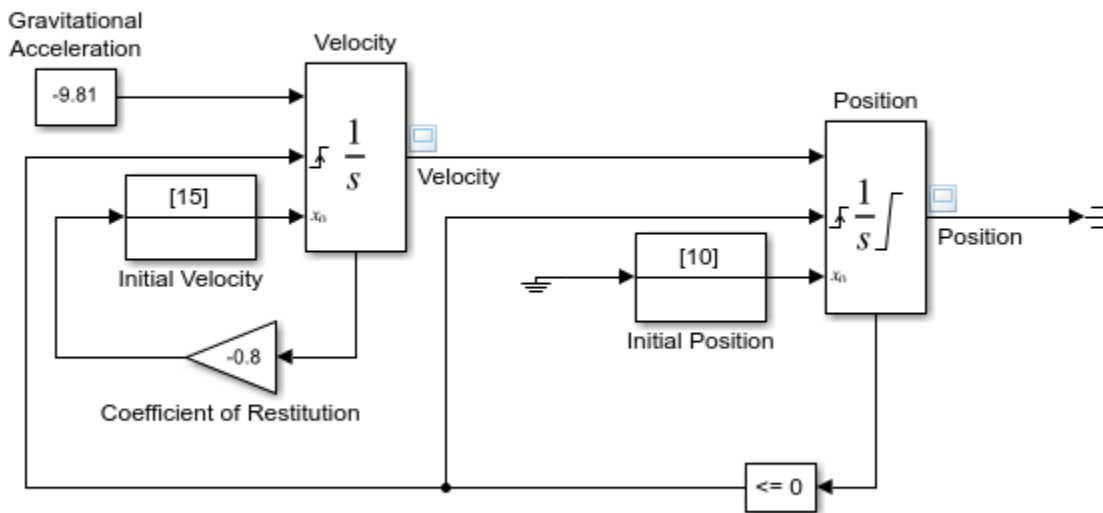 Gravitational
Acceleration
-9.81
Velocity
1
s
x₀
Velocity
[15]
Initial Velocity
-0.8
Coefficient of Restitution
Position
1
s
x₀
Position
[10]
Initial Position
<= 0